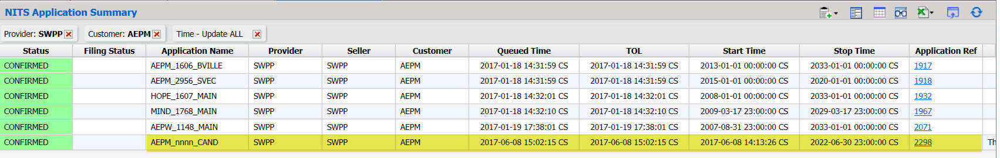 NITS Application Summary
Provider: SWPP Customer: AEPM Time - Update ALL
Status Filing Status Application Name Provider Seller Customer Queued Time TOL Start Time Stop Time Application Ref
CONFIRMED AEPM_1606_BVILLE SWPP SWPP AEPM 2017-01-18 14:31:59 CS 2017-01-18 14:31:59 CS 2013-01-01 00:00:00 CS 2033-01-01 00:00:00 CS 1917
CONFIRMED AEPM_2956_SVEC SWPP SWPP AEPM 2017-01-18 14:31:59 CS 2017-01-18 14:31:59 CS 2015-01-01 00:00:00 CS 2020-01-01 00:00:00 CS 1918
CONFIRMED HOPE_1607_MAIN SWPP SWPP AEPM 2017-01-18 14:32:01 CS 2017-01-18 14:32:01 CS 2008-01-01 00:00:00 CS 2033-01-01 00:00:00 CS 1932
CONFIRMED MIND_1768_MAIN SWPP SWPP AEPM 2017-01-18 14:32:10 CS 2017-01-18 14:32:10 CS 2009-03-17 23:00:00 CS 2029-03-17 23:00:00 CS 1967
CONFIRMED AEPW_1148_MAIN SWPP SWPP AEPM 2017-01-19 17:38:01 CS 2017-01-19 17:38:01 CS 2007-08-31 23:00:00 CS 2033-01-01 00:00:00 CS 2071
CONFIRMED AEPM_nnnn_CAND SWPP SWPP AEPM 2017-06-08 15:02:15 CS 2017-06-08 15:02:15 CS 2017-06-08 14:13:26 CS 2022-06-30 23:00:00 CS 2298 Th